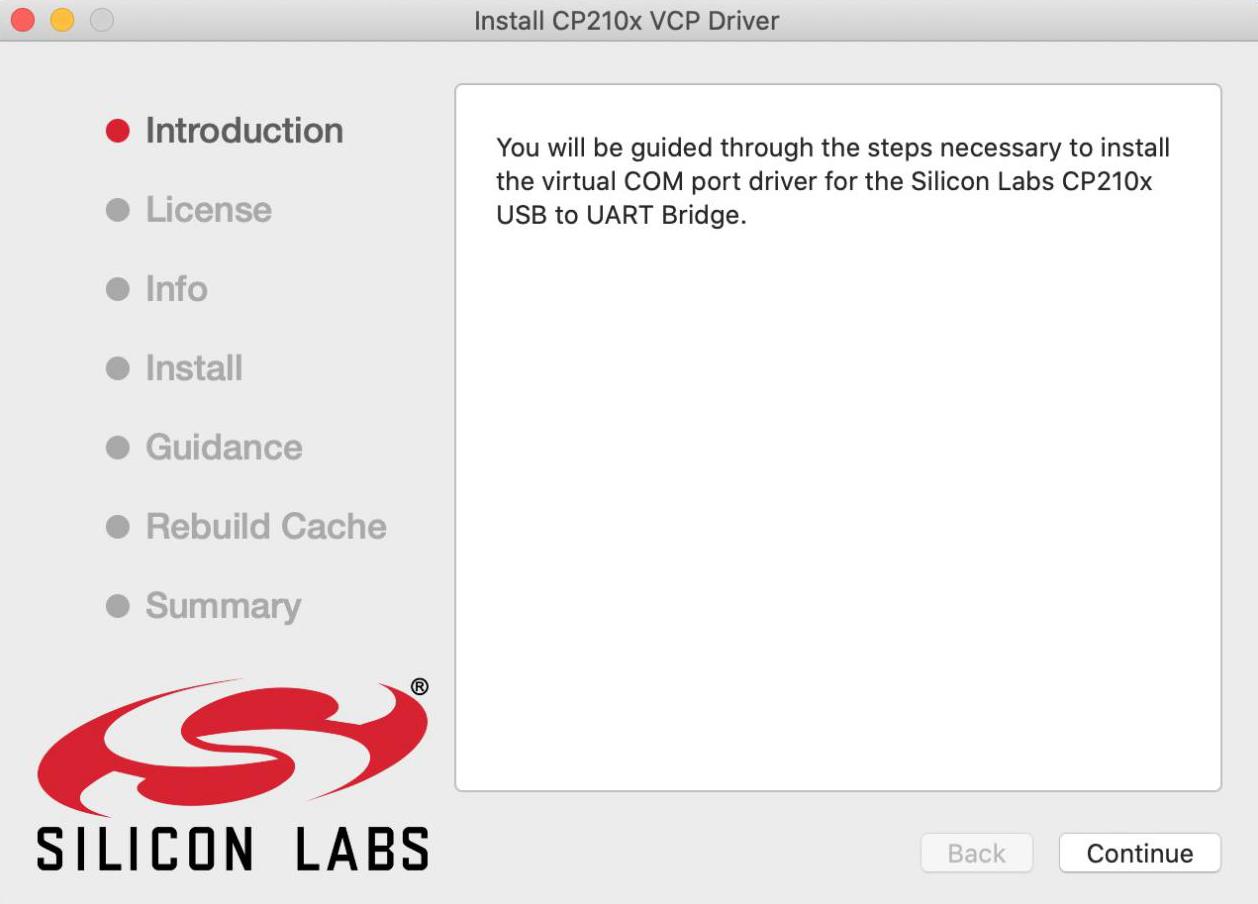 Install CP210x VCP Driver
Introduction
License
Info
Install
Guidance
Rebuild Cache
Summary
You will be guided through the steps necessary to install
the virtual COM port driver for the Silicon Labs CP210x
USB to UART Bridge.
®
SILICON LABS
Back
Continue